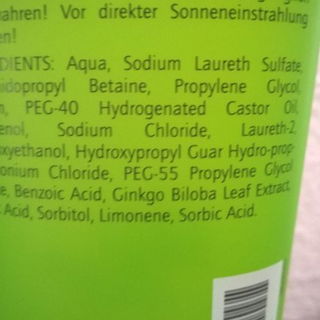 ahren! Vor direkter Sonneneinstrahlung
en!
DIENTS: Aqua, Sodium Laureth Sulfate,
idopropyl Betaine, Propylene Glycol,
PEG-40 Hydrogenated Castor Oil,
enol, Sodium Chloride, Laureth-2,
oxyethanol, Hydroxypropyl Guar Hydro-prop-
onium Chloride, PEG-55 Propylene Glycol
e, Benzoic Acid, Ginkgo Biloba Leaf Extract,
Acid, Sorbitol, Limonene, Sorbic Acid.